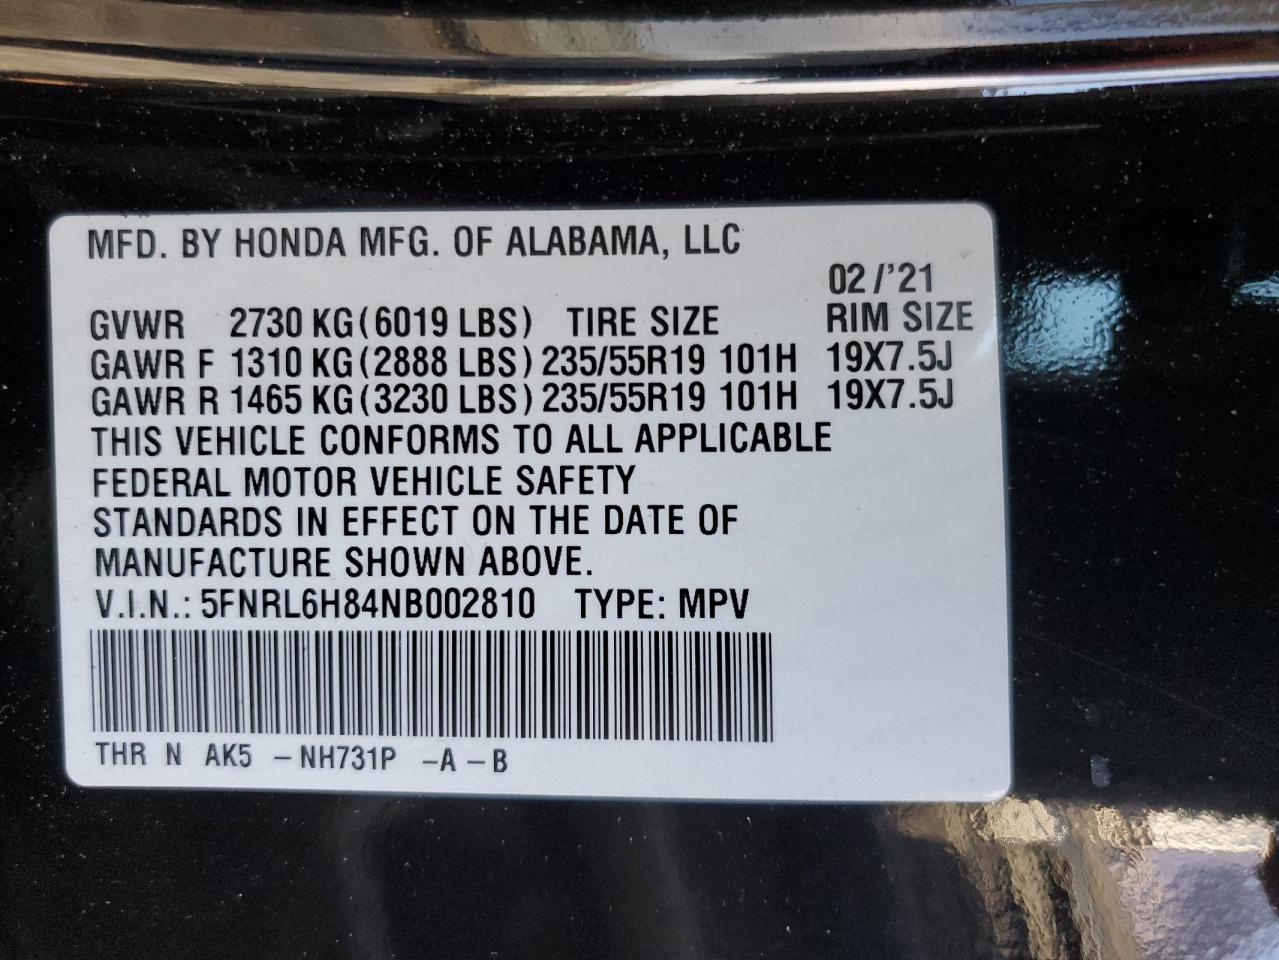 MFD. BY HONDA MFG. OF ALABAMA, LLC
02/'21
GVWR 2730 KG(6019 LBS) TIRE SIZE RIM SIZE
GAWR F 1310 KG(2888 LBS) 235/55R19 101H 19X7.5J
GAWR R 1465 KG(3230 LBS) 235/55R19 101H 19X7.5J
THIS VEHICLE CONFORMS TO ALL APPLICABLE
FEDERAL MOTOR VEHICLE SAFETY
STANDARDS IN EFFECT ON THE DATE OF
MANUFACTURE SHOWN ABOVE.
V.I.N.: 5FNRL6H84NB002810 TYPE: MPV
THR N AK5 -NH731P -A-B